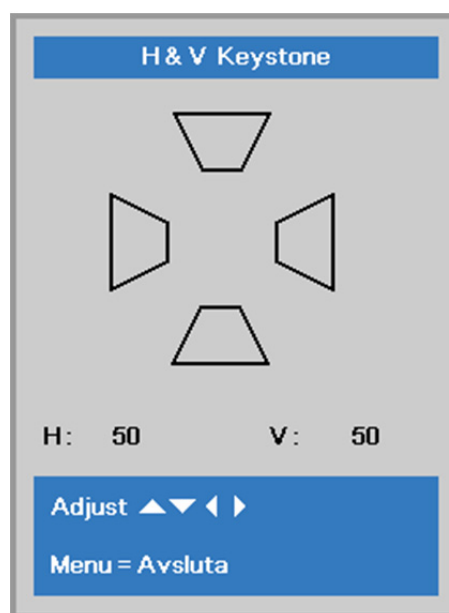 H & V Keystone
H: 50 V: 50
Adjust ▲▼◀▶
Menu = Avsluta